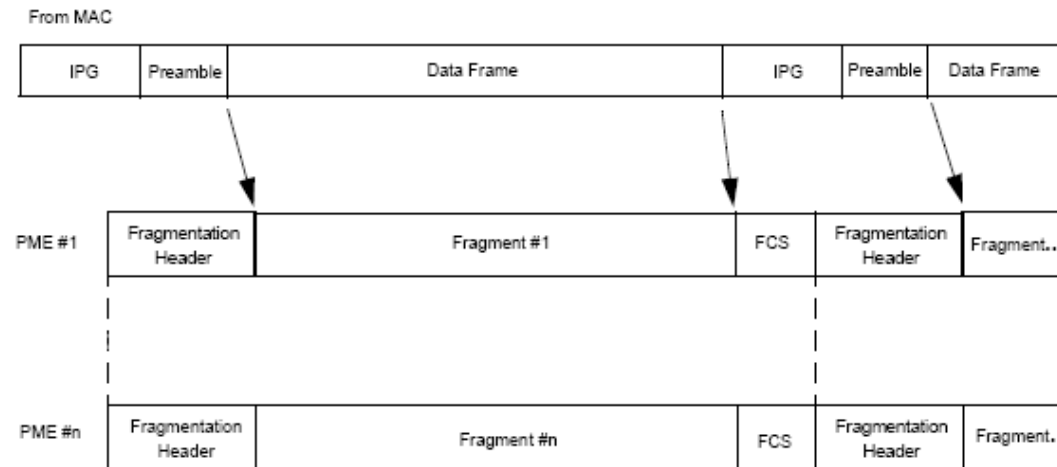 From MAC
IPG Preamble Data Frame IPG Preamble Data Frame
PME #1 Fragmentation Header Fragment #1 FCS Fragmentation Header Fragment..
PME #n Fragmentation Header Fragment #n FCS Fragmentation Header Fragment..